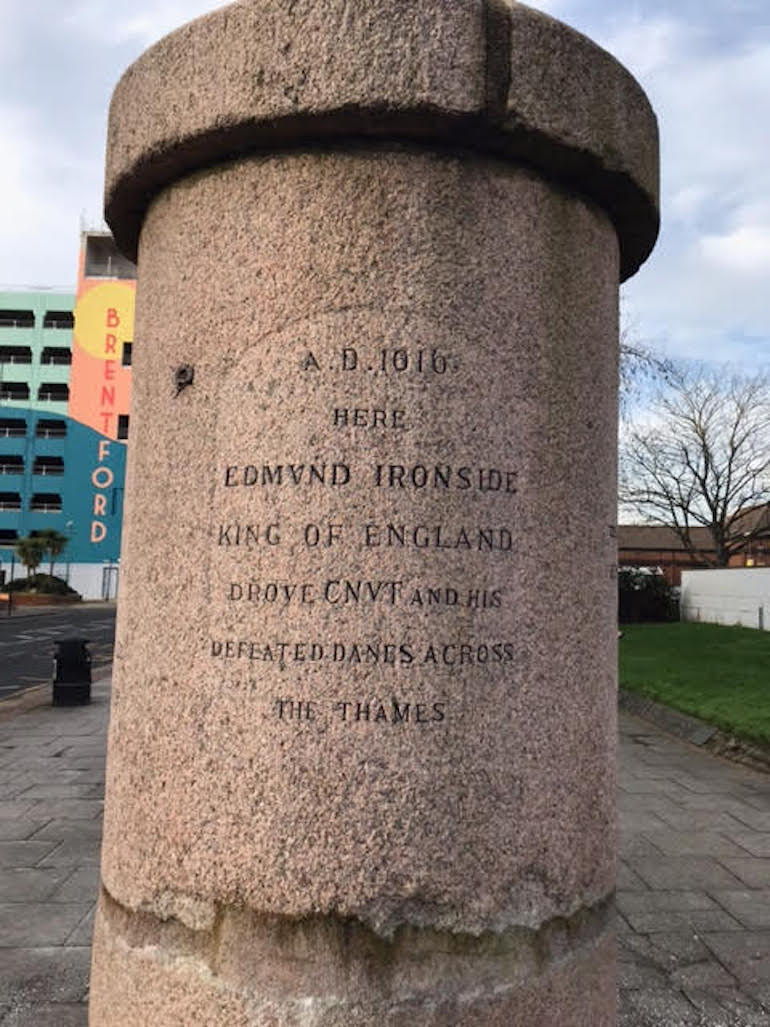 A.D.1016.
HERE
EDMVND IRONSIDE
KING OF ENGLAND
DROVE CNVT AND HIS
DEFEATED DANES ACROSS
THE THAMES
BRENTFORD